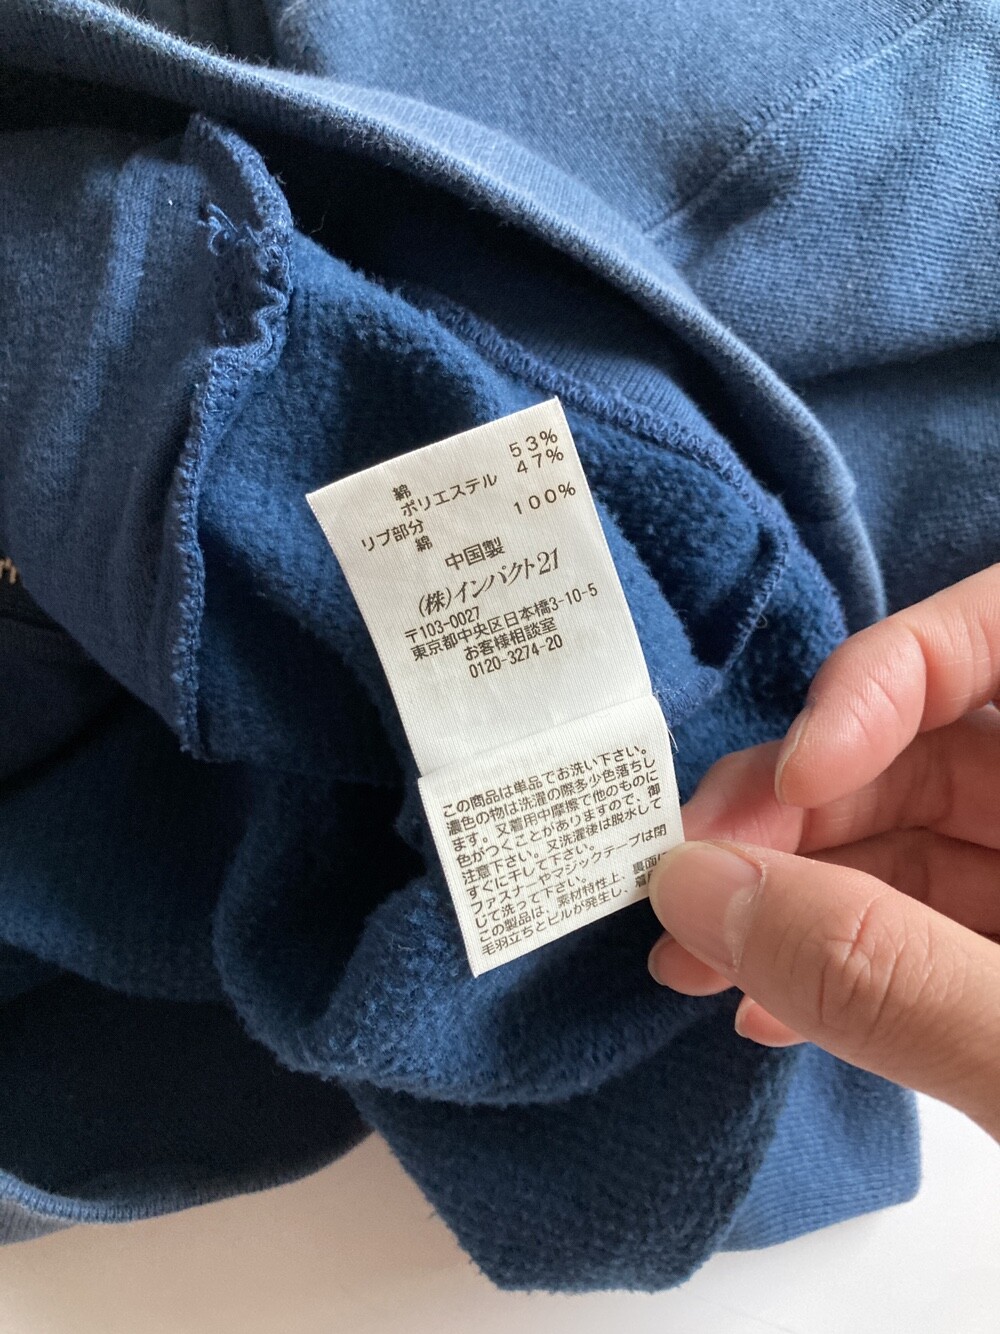 綿 53%
ポリエステル 47%
リブ部分
綿 100%
中国製
(株)インパクト21
〒103-0027
東京都中央区日本橋3-10-5
お客様相談室
0120-3274-20
この商品は単品でお洗い下さい。
濃色の物は洗濯の際多少色落ちし
ます。又着用中摩擦で他のものに
色がつくことがありますので、御
注意下さい。又洗濯後は脱水して
すぐに干して下さい。
ファスナーやマジックテープは閉
じて洗って下さい。
この製品は、素材特性上、裏面に
毛羽立ちとピルが発生し、着